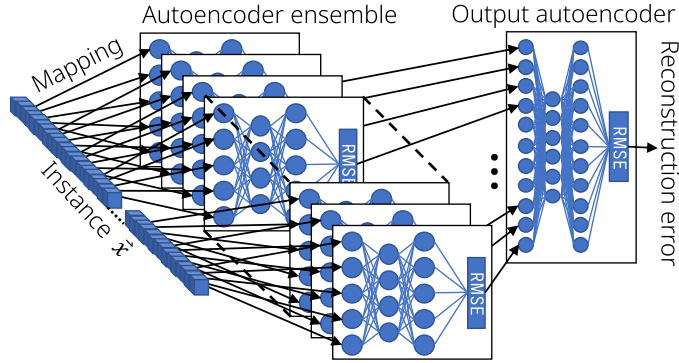 Autoencoder ensemble
Output autoencoder
Mapping
Instance x⃗
RMSE
RMSE
RMSE
Reconstruction error